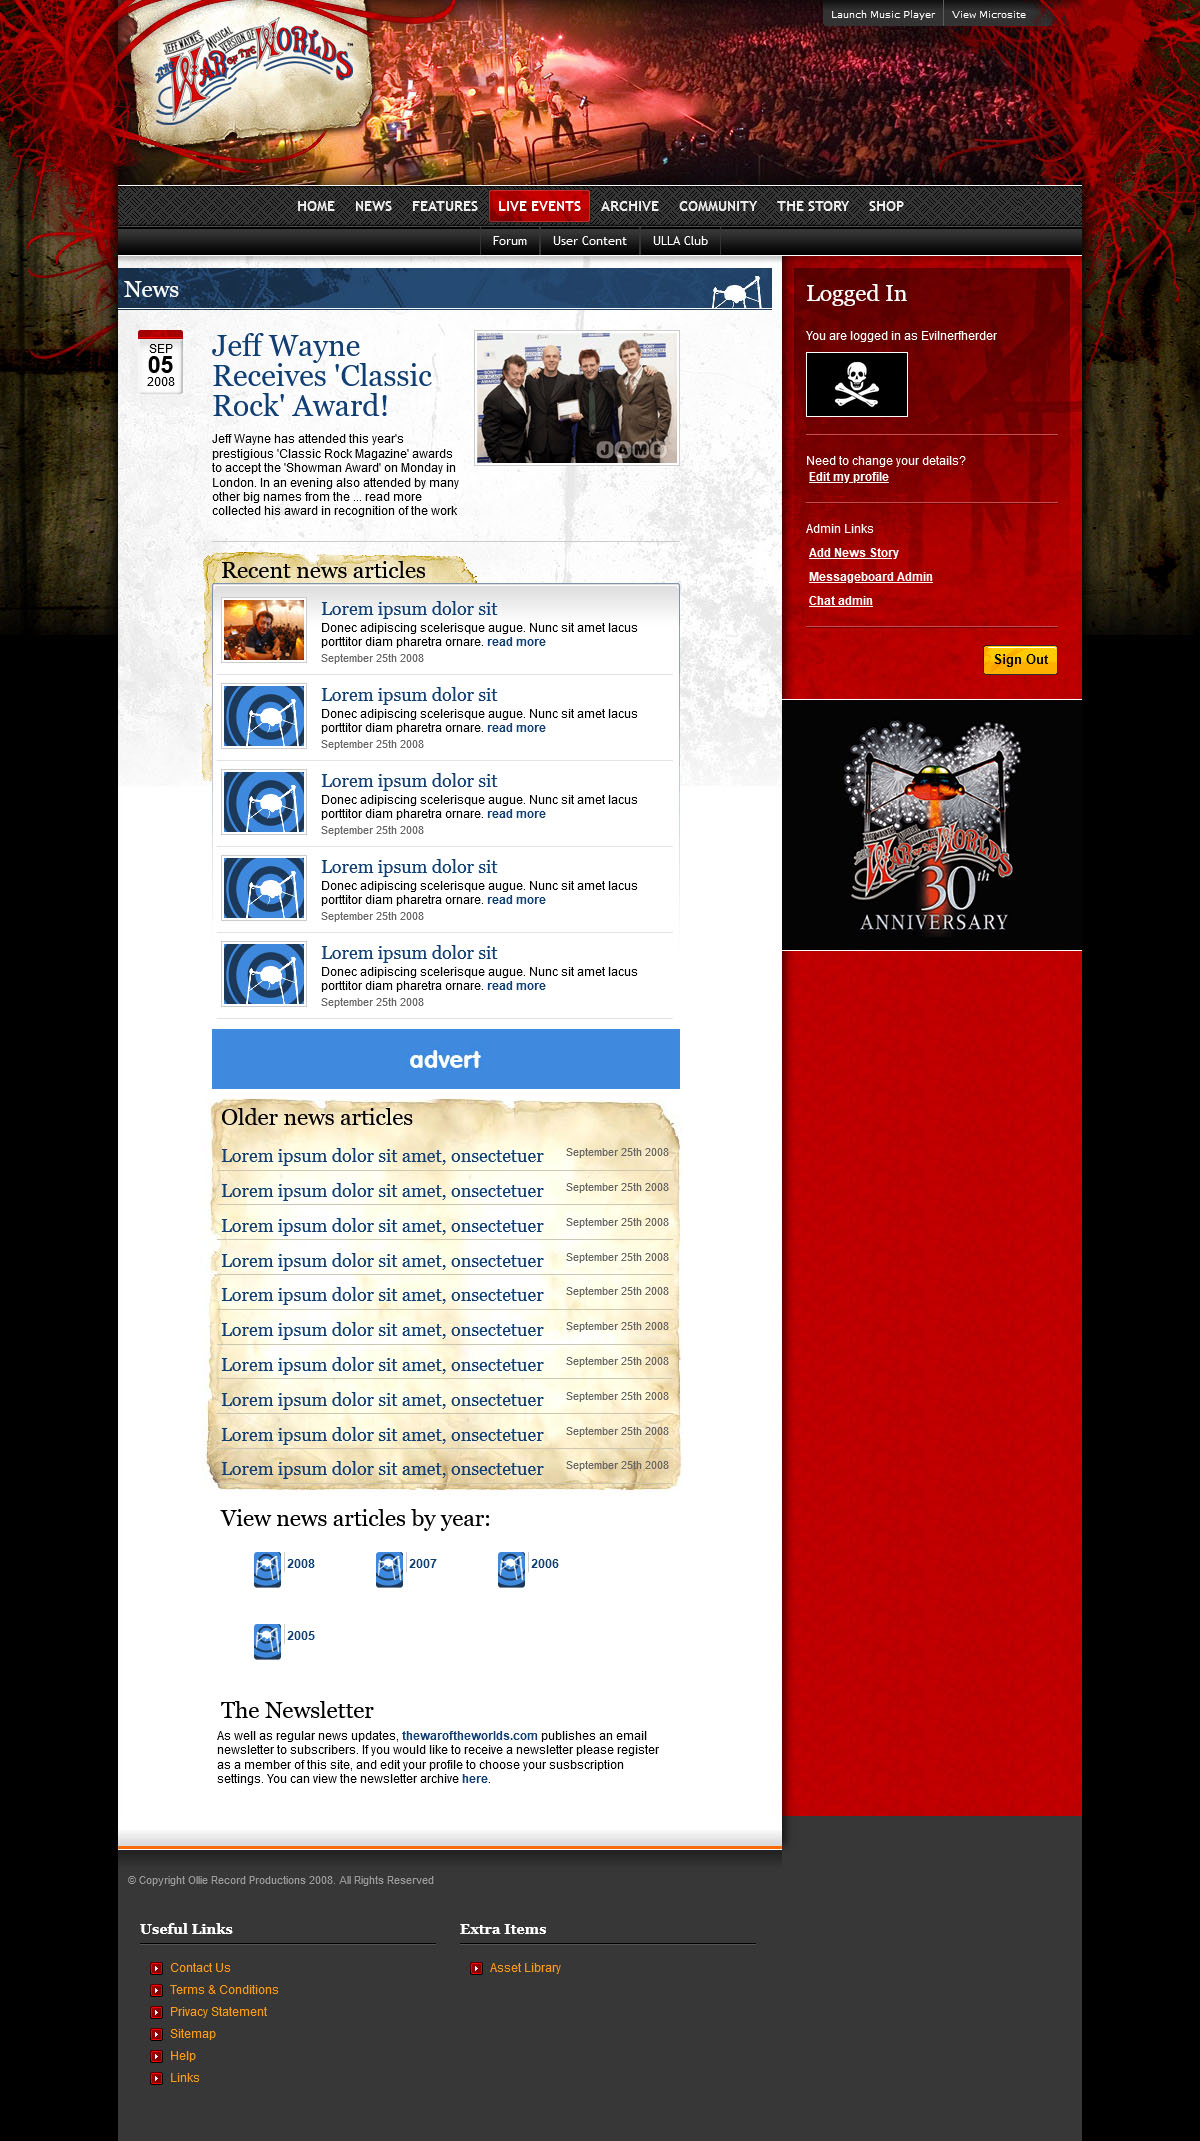 Launch Music Player
View Microsite
JEFF WAYNE'S
MUSICAL
VERSION OF
THE WAR OF THE WORLDS™
HOME
NEWS
FEATURES
LIVE EVENTS
ARCHIVE
COMMUNITY
THE STORY
SHOP
Forum
User Content
ULLA Club
News
SEP
05
2008
Jeff Wayne
Receives 'Classic
Rock' Award!
Jeff Wayne has attended this year's
prestigious 'Classic Rock Magazine' awards
to accept the 'Showman Award' on Monday in
London. In an evening also attended by many
other big names from the ... read more
collected his award in recognition of the work
JAMC
Recent news articles
Lorem ipsum dolor sit
Donec adipiscing scelerisque augue. Nunc sit amet lacus
porttitor diam pharetra ornare. read more
September 25th 2008
Lorem ipsum dolor sit
Donec adipiscing scelerisque augue. Nunc sit amet lacus
porttitor diam pharetra ornare. read more
September 25th 2008
Lorem ipsum dolor sit
Donec adipiscing scelerisque augue. Nunc sit amet lacus
porttitor diam pharetra ornare. read more
September 25th 2008
Lorem ipsum dolor sit
Donec adipiscing scelerisque augue. Nunc sit amet lacus
porttitor diam pharetra ornare. read more
September 25th 2008
Lorem ipsum dolor sit
Donec adipiscing scelerisque augue. Nunc sit amet lacus
porttitor diam pharetra ornare. read more
September 25th 2008
advert
Older news articles
Lorem ipsum dolor sit amet, onsectetuer September 25th 2008
Lorem ipsum dolor sit amet, onsectetuer September 25th 2008
Lorem ipsum dolor sit amet, onsectetuer September 25th 2008
Lorem ipsum dolor sit amet, onsectetuer September 25th 2008
Lorem ipsum dolor sit amet, onsectetuer September 25th 2008
Lorem ipsum dolor sit amet, onsectetuer September 25th 2008
Lorem ipsum dolor sit amet, onsectetuer September 25th 2008
Lorem ipsum dolor sit amet, onsectetuer September 25th 2008
Lorem ipsum dolor sit amet, onsectetuer September 25th 2008
Lorem ipsum dolor sit amet, onsectetuer September 25th 2008
View news articles by year:
2008
2007
2006
2005
The Newsletter
As well as regular news updates, thewaroftheworlds.com publishes an email
newsletter to subscribers. If you would like to receive a newsletter please register
as a member of this site, and edit your profile to choose your susbscription
settings. You can view the newsletter archive here.
Logged In
You are logged in as Evilnerfherder
Need to change your details?
Edit my profile
Admin Links
Add News Story
Messageboard Admin
Chat admin
Sign Out
WAR OF THE WORLDS
30th
ANNIVERSARY
© Copyright Ollie Record Productions 2008. All Rights Reserved
Useful Links
Contact Us
Terms & Conditions
Privacy Statement
Sitemap
Help
Links
Extra Items
Asset Library